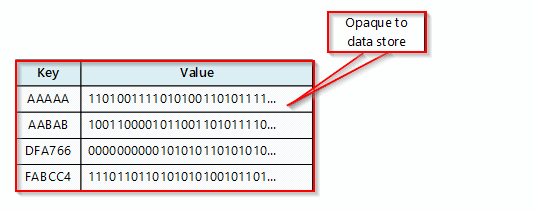 Opaque to
data store
Key Value
AAAAA 1101001111010100110101111...
AABAB 1001100001011001101011110...
DFA766 0000000000101010110101010...
FABCC4 1110110110101010100101101...